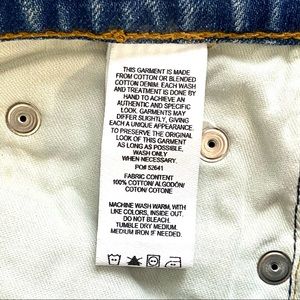 THIS GARMENT IS MADE
FROM COTTON OR BLENDED
COTTON DENIM. EACH WASH
AND TREATMENT IS DONE BY
HAND TO ACHIEVE AN
AUTHENTIC AND SPECIFIC
LOOK. GARMENTS MAY
DIFFER SLIGHTLY, GIVING
EACH A UNIQUE APPEARANCE.
TO PRESERVE THE ORIGINAL
LOOK OF THIS GARMENT
AS LONG AS POSSIBLE,
WASH ONLY
WHEN NECESSARY.
PO# 52641
FABRIC CONTENT
100% COTTON/ ALGODÓN/
COTON/ COTONE
MACHINE WASH WARM, WITH
LIKE COLORS, INSIDE OUT.
DO NOT BLEACH.
TUMBLE DRY MEDIUM.
MEDIUM IRON IF NEEDED.